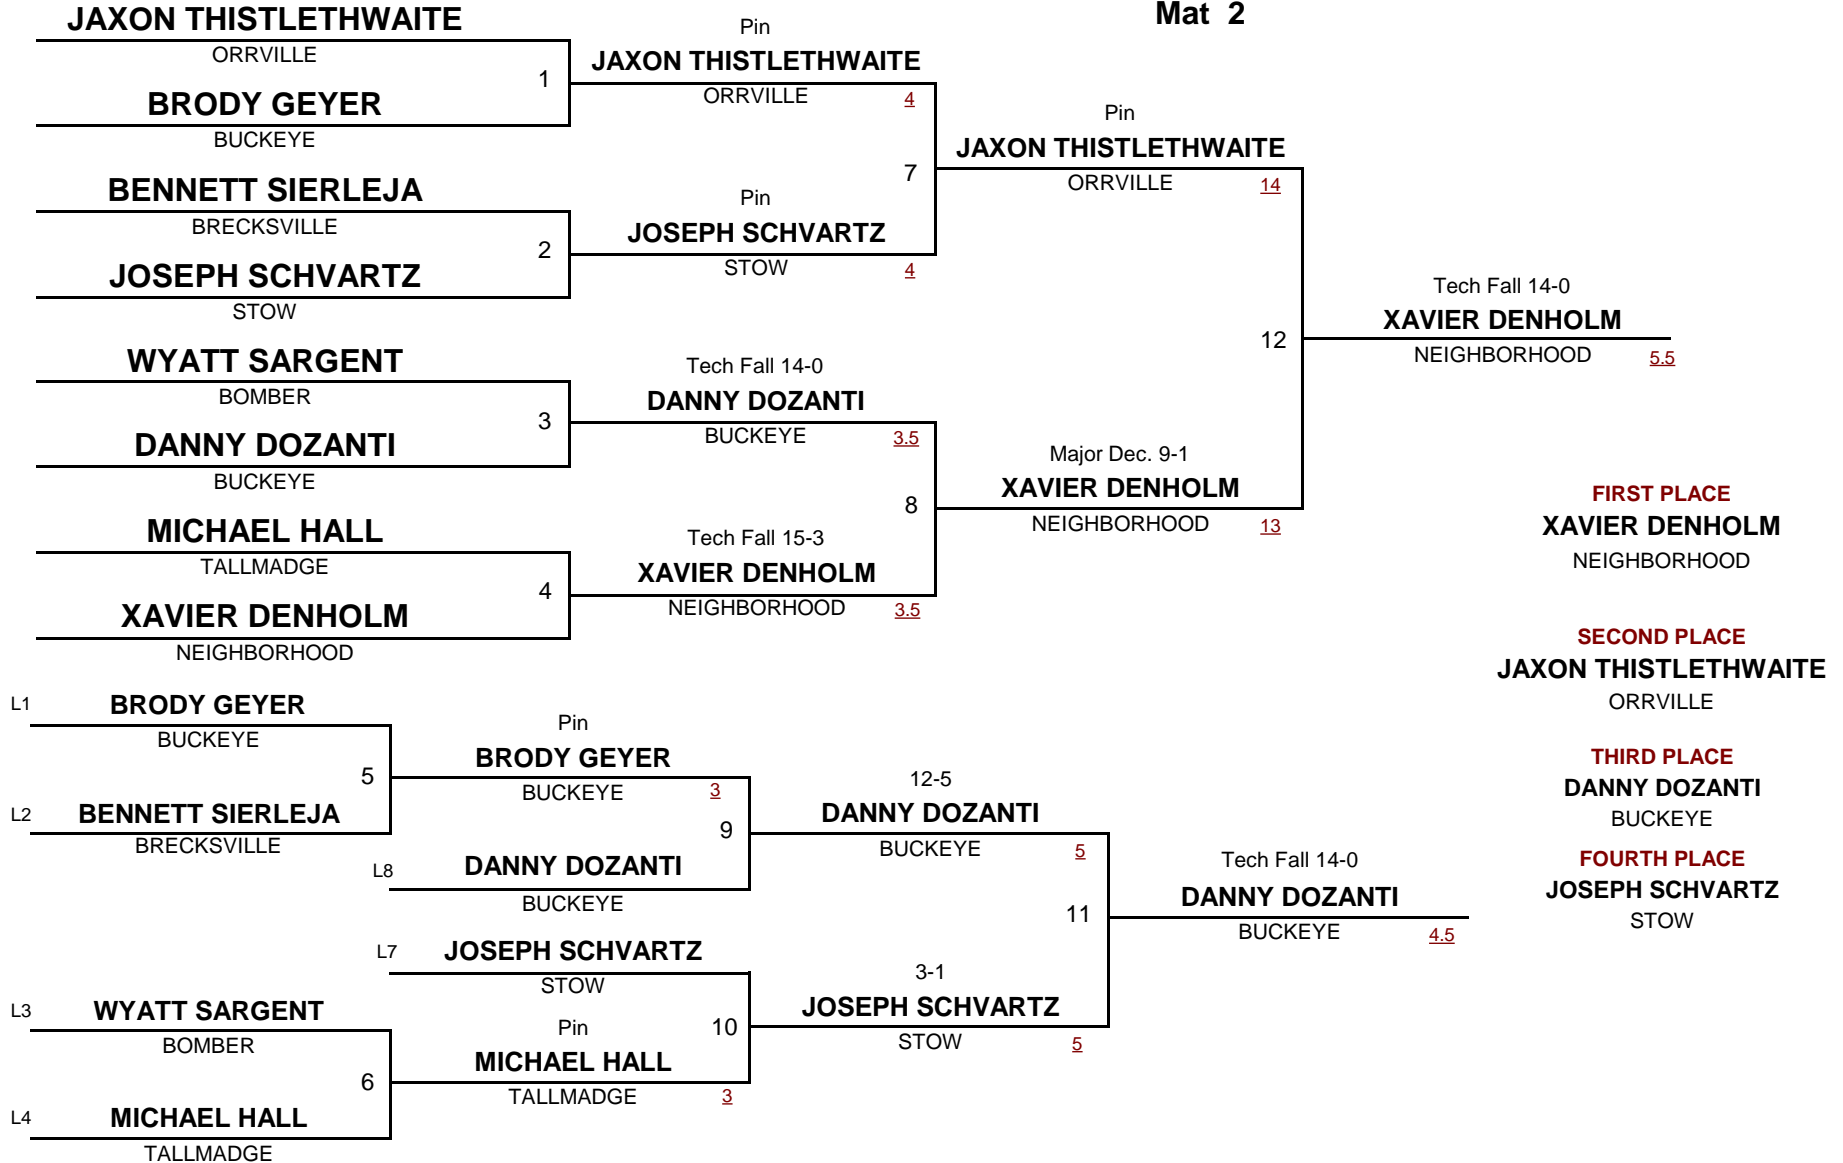 Mat 2
JAXON THISTLETHWAITE
ORRVILLE
1
BRODY GEYER
BUCKEYE
BENNETT SIERLEJA
BRECKSVILLE
2
JOSEPH SCHVARTZ
STOW
WYATT SARGENT
BOMBER
3
DANNY DOZANTI
BUCKEYE
MICHAEL HALL
TALLMADGE
4
XAVIER DENHOLM
NEIGHBORHOOD
Pin
JAXON THISTLETHWAITE
ORRVILLE 4
7
Pin
JOSEPH SCHVARTZ
STOW 4
Tech Fall 14-0
DANNY DOZANTI
BUCKEYE 3.5
8
Tech Fall 15-3
XAVIER DENHOLM
NEIGHBORHOOD 3.5
Pin
JAXON THISTLETHWAITE
ORRVILLE 14
12
Major Dec. 9-1
XAVIER DENHOLM
NEIGHBORHOOD 13
Tech Fall 14-0
XAVIER DENHOLM
NEIGHBORHOOD 5.5
FIRST PLACE
XAVIER DENHOLM
NEIGHBORHOOD
SECOND PLACE
JAXON THISTLETHWAITE
ORRVILLE
THIRD PLACE
DANNY DOZANTI
BUCKEYE
FOURTH PLACE
JOSEPH SCHVARTZ
STOW
L1 BRODY GEYER
BUCKEYE
5
L2 BENNETT SIERLEJA
BRECKSVILLE
L3 WYATT SARGENT
BOMBER
6
L4 MICHAEL HALL
TALLMADGE
Pin
BRODY GEYER
BUCKEYE 3
9
L8 DANNY DOZANTI
BUCKEYE
L7 JOSEPH SCHVARTZ
STOW
10
Pin
MICHAEL HALL
TALLMADGE 3
12-5
DANNY DOZANTI
BUCKEYE 5
11
3-1
JOSEPH SCHVARTZ
STOW 5
Tech Fall 14-0
DANNY DOZANTI
BUCKEYE 4.5